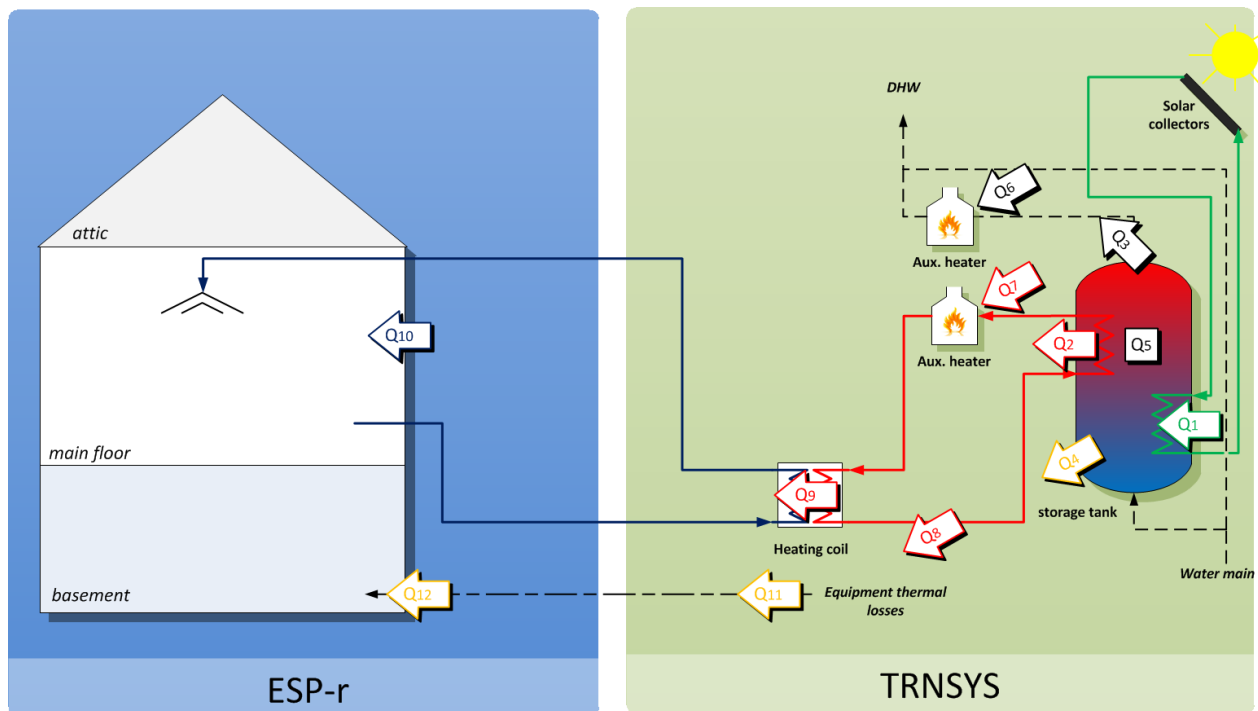 DHW
Solar
collectors
Q6
Aux. heater
Q3
attic
Q7
Q10
Q2
Q5
Aux. heater
Q1
main floor
Q4
Q9
storage tank
Q8
Heating coil
Water main
basement
Q12
Q11
Equipment thermal
losses
ESP-r
TRNSYS